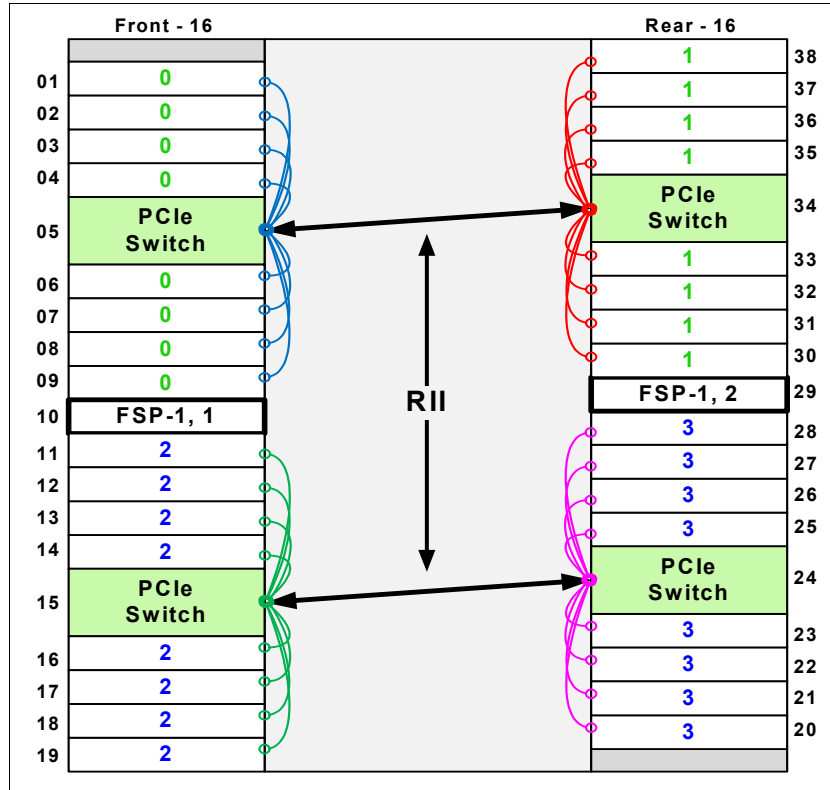 Front - 16
01 0
02 0
03 0
04 0
05 PCIe
Switch
06 0
07 0
08 0
09 0
10 FSP-1, 1
11 2
12 2
13 2
14 2
15 PCIe
Switch
16 2
17 2
18 2
19 2
RII
Rear - 16
1 38
1 37
1 36
1 35
PCIe
Switch 34
1 33
1 32
1 31
1 30
FSP-1, 2 29
3 28
3 27
3 26
3 25
PCIe
Switch 24
3 23
3 22
3 21
3 20